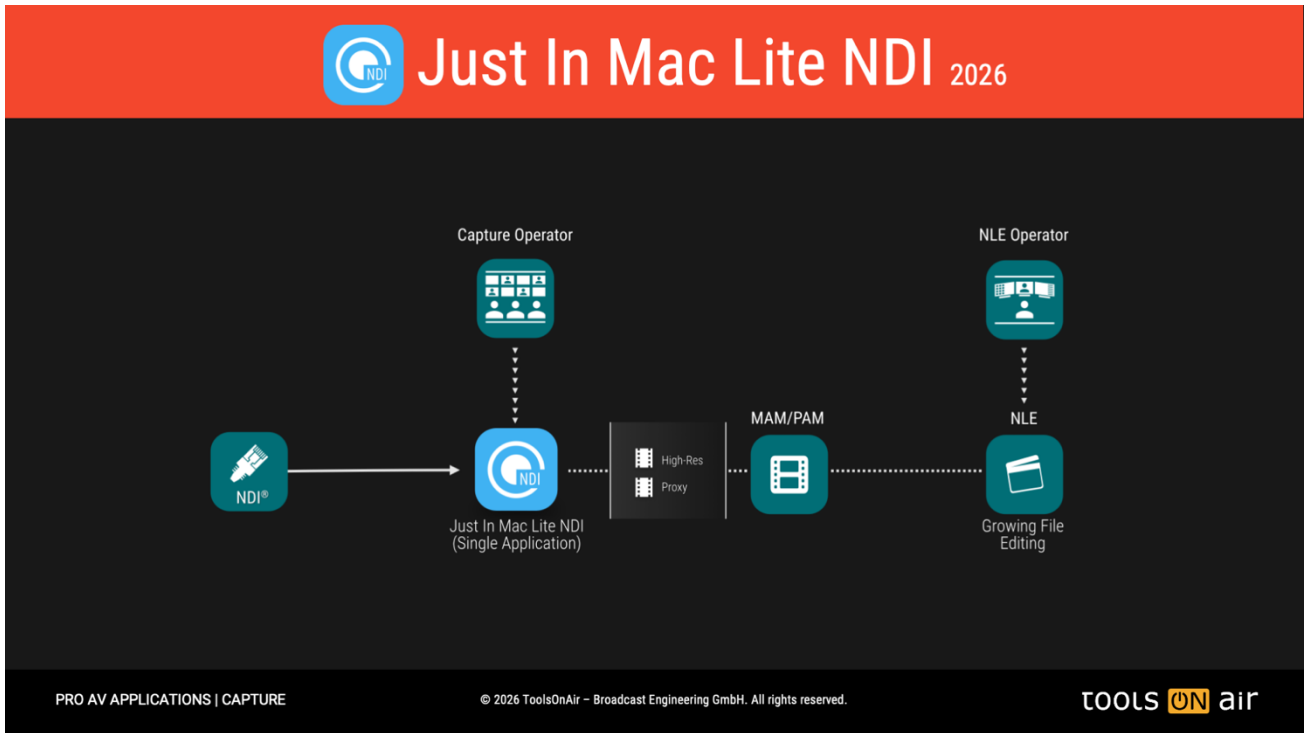 NDI
Just In Mac Lite NDI 2026
Capture Operator
NLE Operator
MAM/PAM
NLE
High-Res
Proxy
NDI®
NDI
Just In Mac Lite NDI
(Single Application)
Growing File
Editing
PRO AV APPLICATIONS | CAPTURE
© 2026 ToolsOnAir – Broadcast Engineering GmbH. All rights reserved.
TOOLS ON air